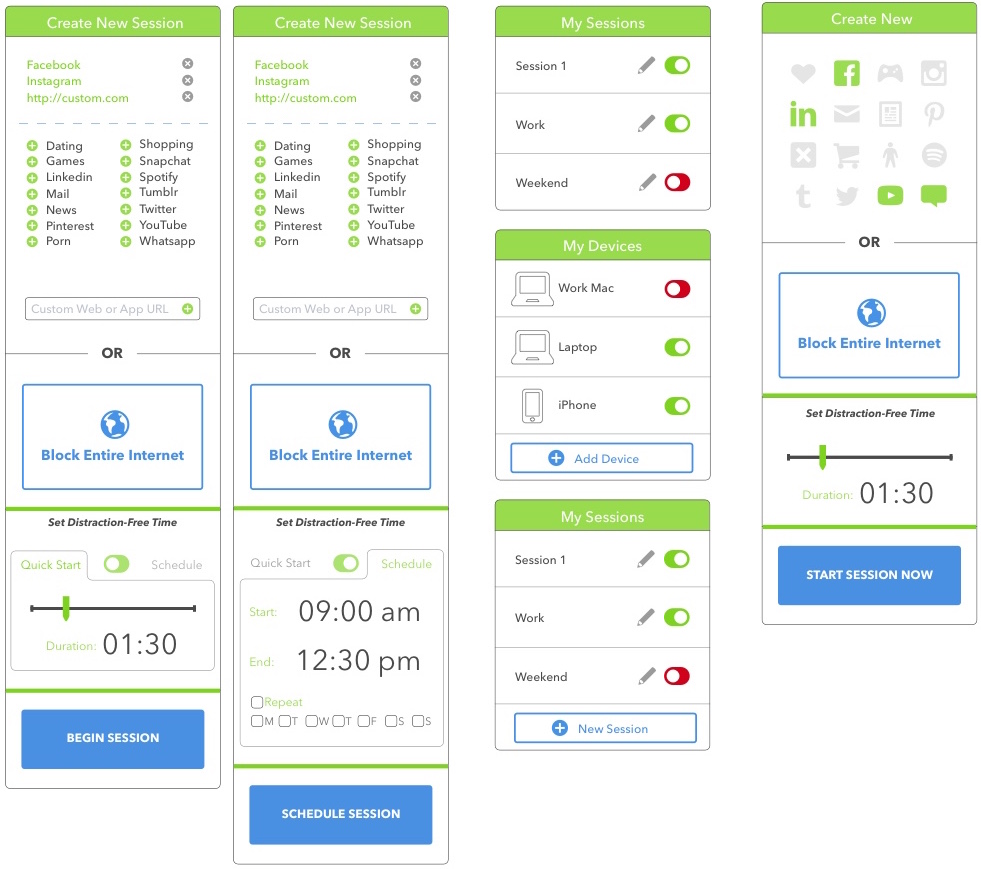 Create New Session
Facebook
Instagram
http://custom.com
Dating
Games
Linkedin
Mail
News
Pinterest
Porn
Shopping
Snapchat
Spotify
Tumblr
Twitter
YouTube
Whatsapp
Custom Web or App URL
OR
Block Entire Internet
Set Distraction-Free Time
Quick Start
Schedule
Duration: 01:30
BEGIN SESSION
Create New Session
Facebook
Instagram
http://custom.com
Dating
Games
Linkedin
Mail
News
Pinterest
Porn
Shopping
Snapchat
Spotify
Tumblr
Twitter
YouTube
Whatsapp
Custom Web or App URL
OR
Block Entire Internet
Set Distraction-Free Time
Quick Start
Schedule
Start: 09:00 am
End: 12:30 pm
Repeat
M T W T F S S
SCHEDULE SESSION
My Sessions
Session 1
Work
Weekend
My Devices
Work Mac
Laptop
iPhone
Add Device
My Sessions
Session 1
Work
Weekend
New Session
Create New
OR
Block Entire Internet
Set Distraction-Free Time
Duration: 01:30
START SESSION NOW